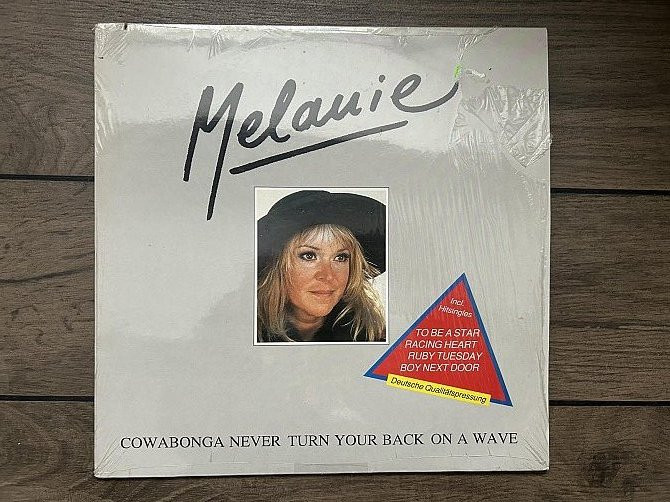 Melanie
Incl.
Hitsingles
TO BE A STAR
RACING HEART
RUBY TUESDAY
BOY NEXT DOOR
Deutsche Qualitätspressung
COWABONGA NEVER TURN YOUR BACK ON A WAVE